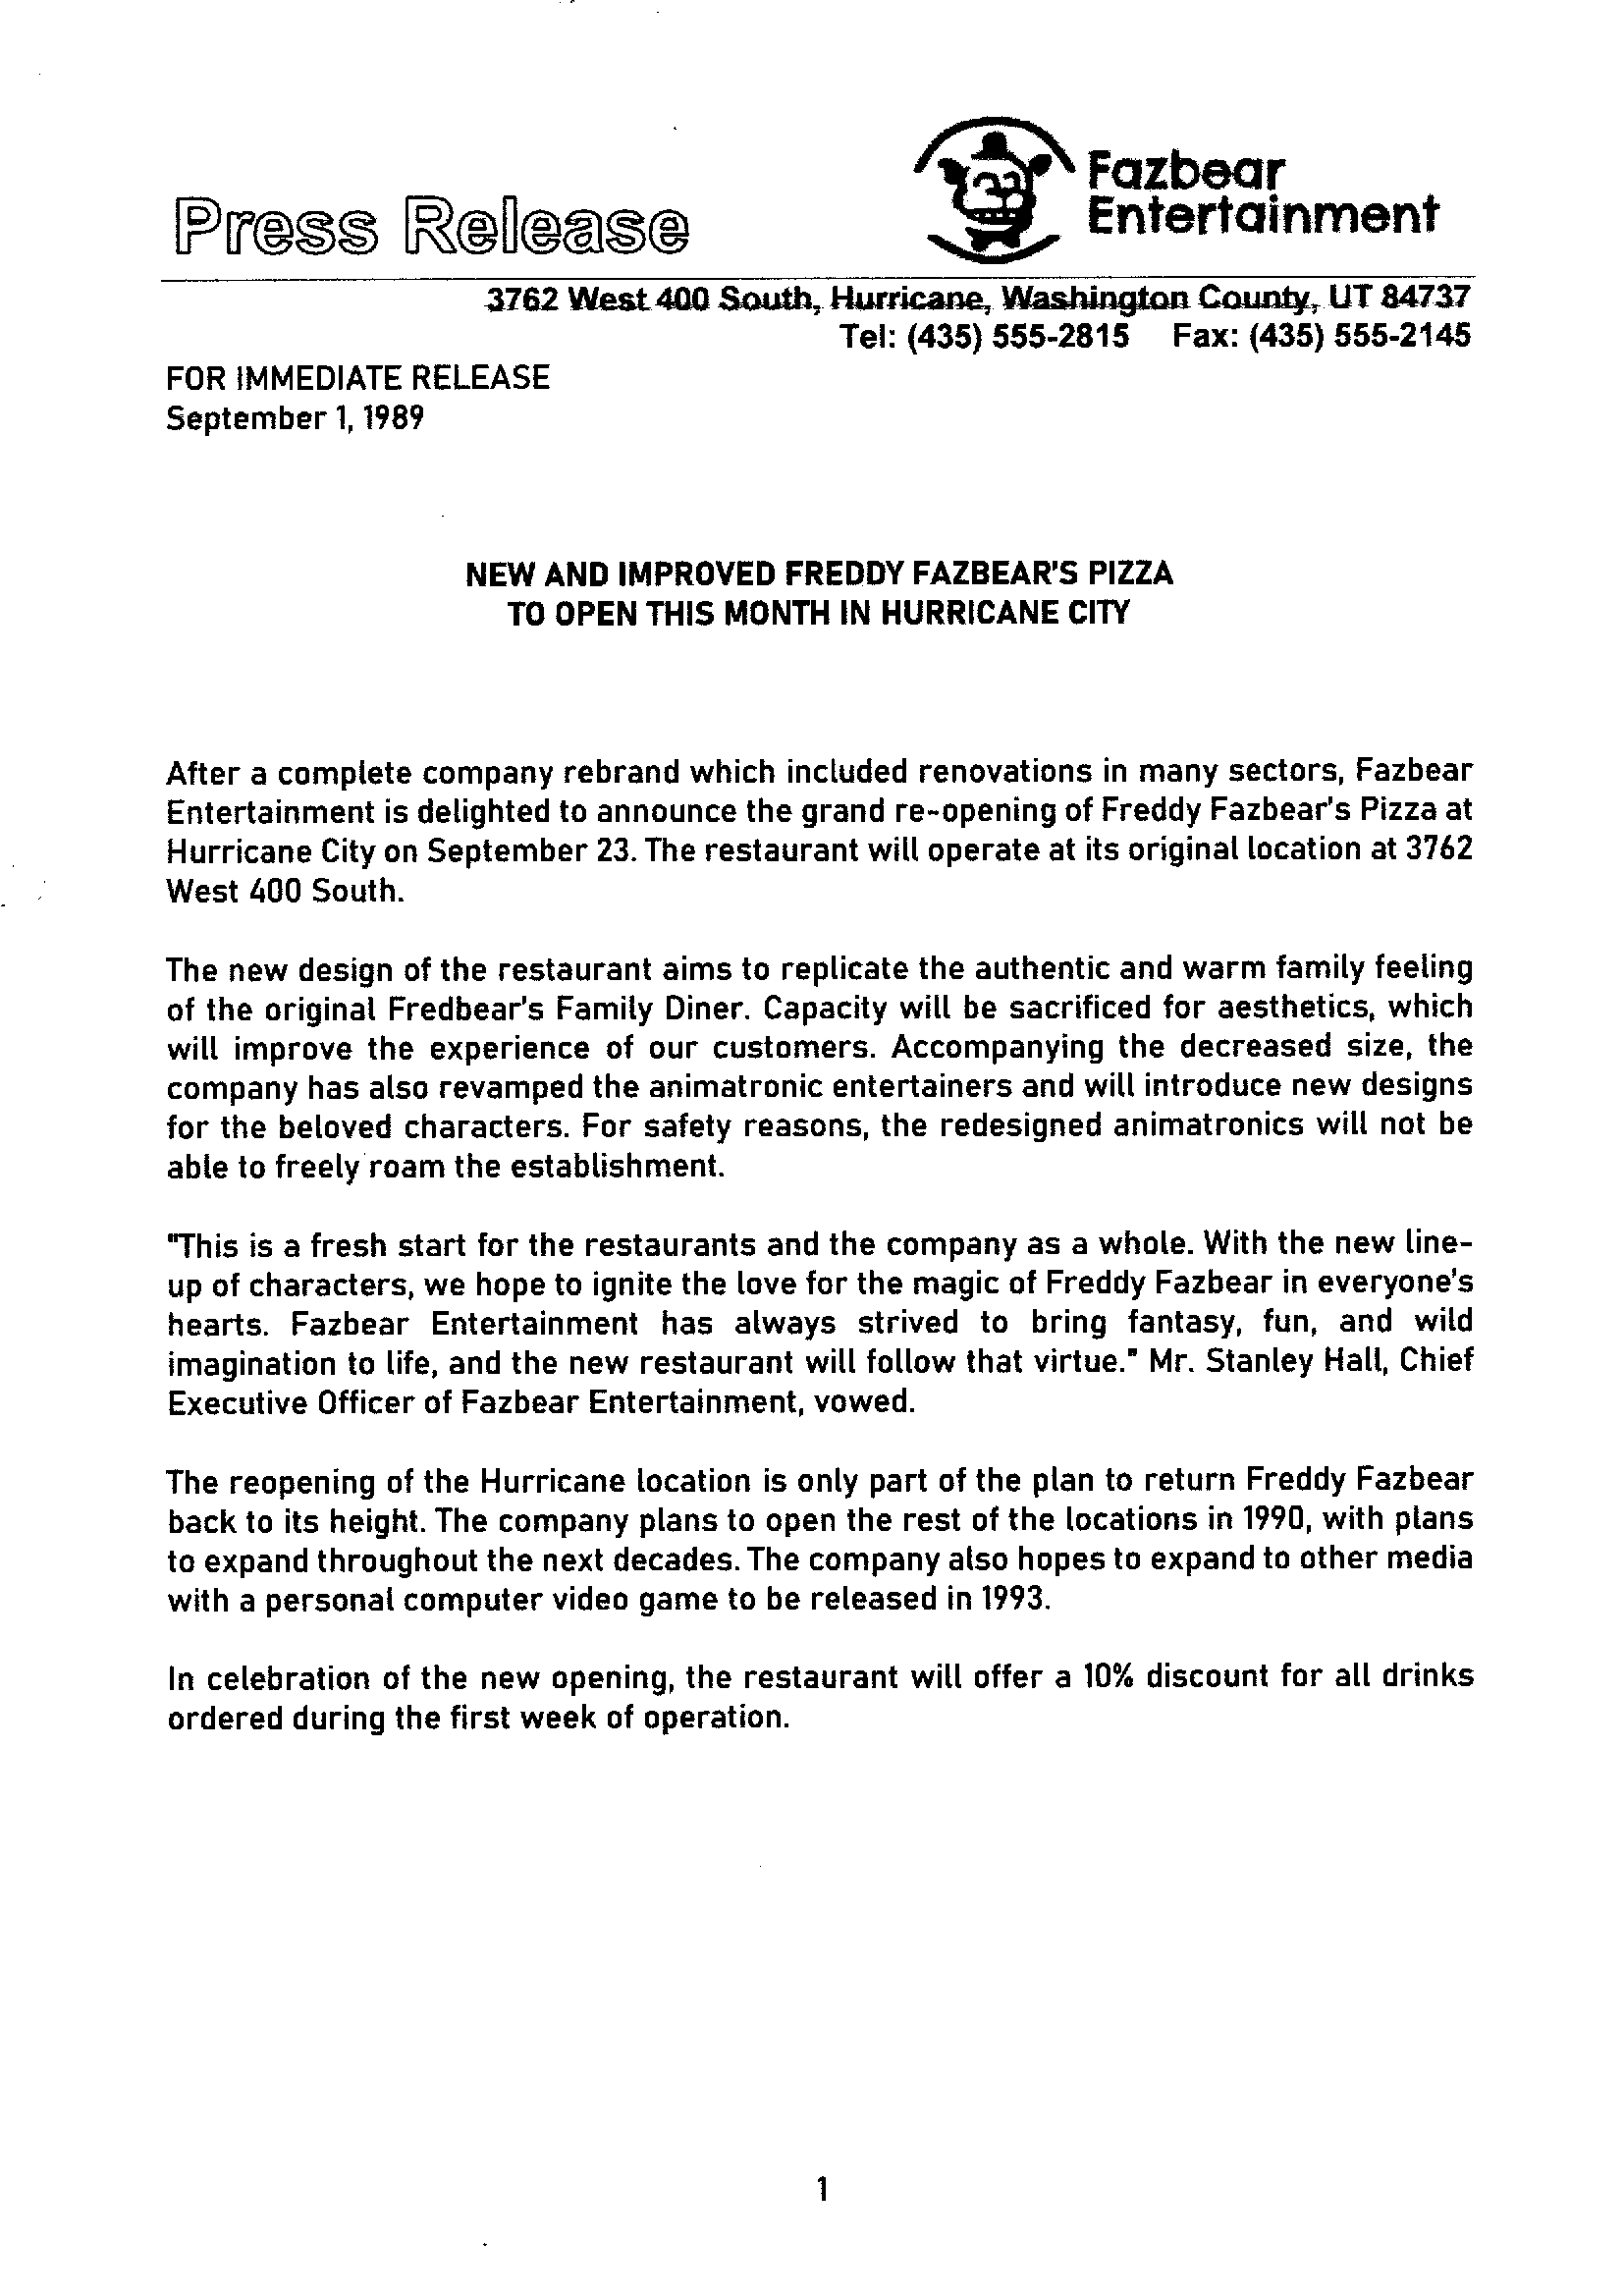 Fazbear
Entertainment
Press Release
3762 West 400 South, Hurricane, Washington County, UT 84737
Tel: (435) 555-2815 Fax: (435) 555-2145
FOR IMMEDIATE RELEASE
September 1, 1989
NEW AND IMPROVED FREDDY FAZBEAR'S PIZZA
TO OPEN THIS MONTH IN HURRICANE CITY
After a complete company rebrand which included renovations in many sectors, Fazbear
Entertainment is delighted to announce the grand re-opening of Freddy Fazbear's Pizza at
Hurricane City on September 23. The restaurant will operate at its original location at 3762
West 400 South.
The new design of the restaurant aims to replicate the authentic and warm family feeling
of the original Fredbear's Family Diner. Capacity will be sacrificed for aesthetics, which
will improve the experience of our customers. Accompanying the decreased size, the
company has also revamped the animatronic entertainers and will introduce new designs
for the beloved characters. For safety reasons, the redesigned animatronics will not be
able to freely roam the establishment.
"This is a fresh start for the restaurants and the company as a whole. With the new line-
up of characters, we hope to ignite the love for the magic of Freddy Fazbear in everyone's
hearts. Fazbear Entertainment has always strived to bring fantasy, fun, and wild
imagination to life, and the new restaurant will follow that virtue." Mr. Stanley Hall, Chief
Executive Officer of Fazbear Entertainment, vowed.
The reopening of the Hurricane location is only part of the plan to return Freddy Fazbear
back to its height. The company plans to open the rest of the locations in 1990, with plans
to expand throughout the next decades. The company also hopes to expand to other media
with a personal computer video game to be released in 1993.
In celebration of the new opening, the restaurant will offer a 10% discount for all drinks
ordered during the first week of operation.
1